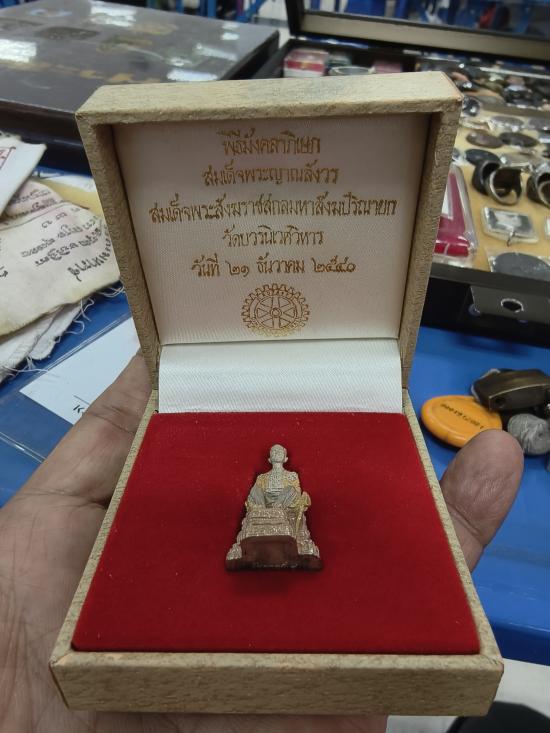 พิธีมังคลาภิเษก
สมเด็จพระญาณสังวร
สมเด็จพระสังฆราชสกลมหาสังฆปริณายก
วัดบวรนิเวศวิหาร
วันที่ ๒๑ ธันวาคม ๒๕๔๐